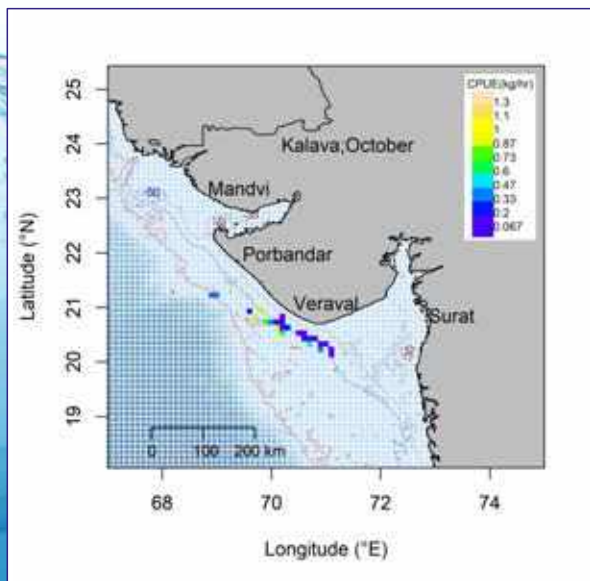 CPUE(kg/hr)
1.3
1.1
1
0.87
0.73
0.6
0.47
0.33
0.2
0.067
Kalava,October
Mandvi
Porbandar
Veraval
Surat
25
24
23
22
21
20
19
Latitude (°N)
0 100 200 km
68 70 72 74
Longitude (°E)